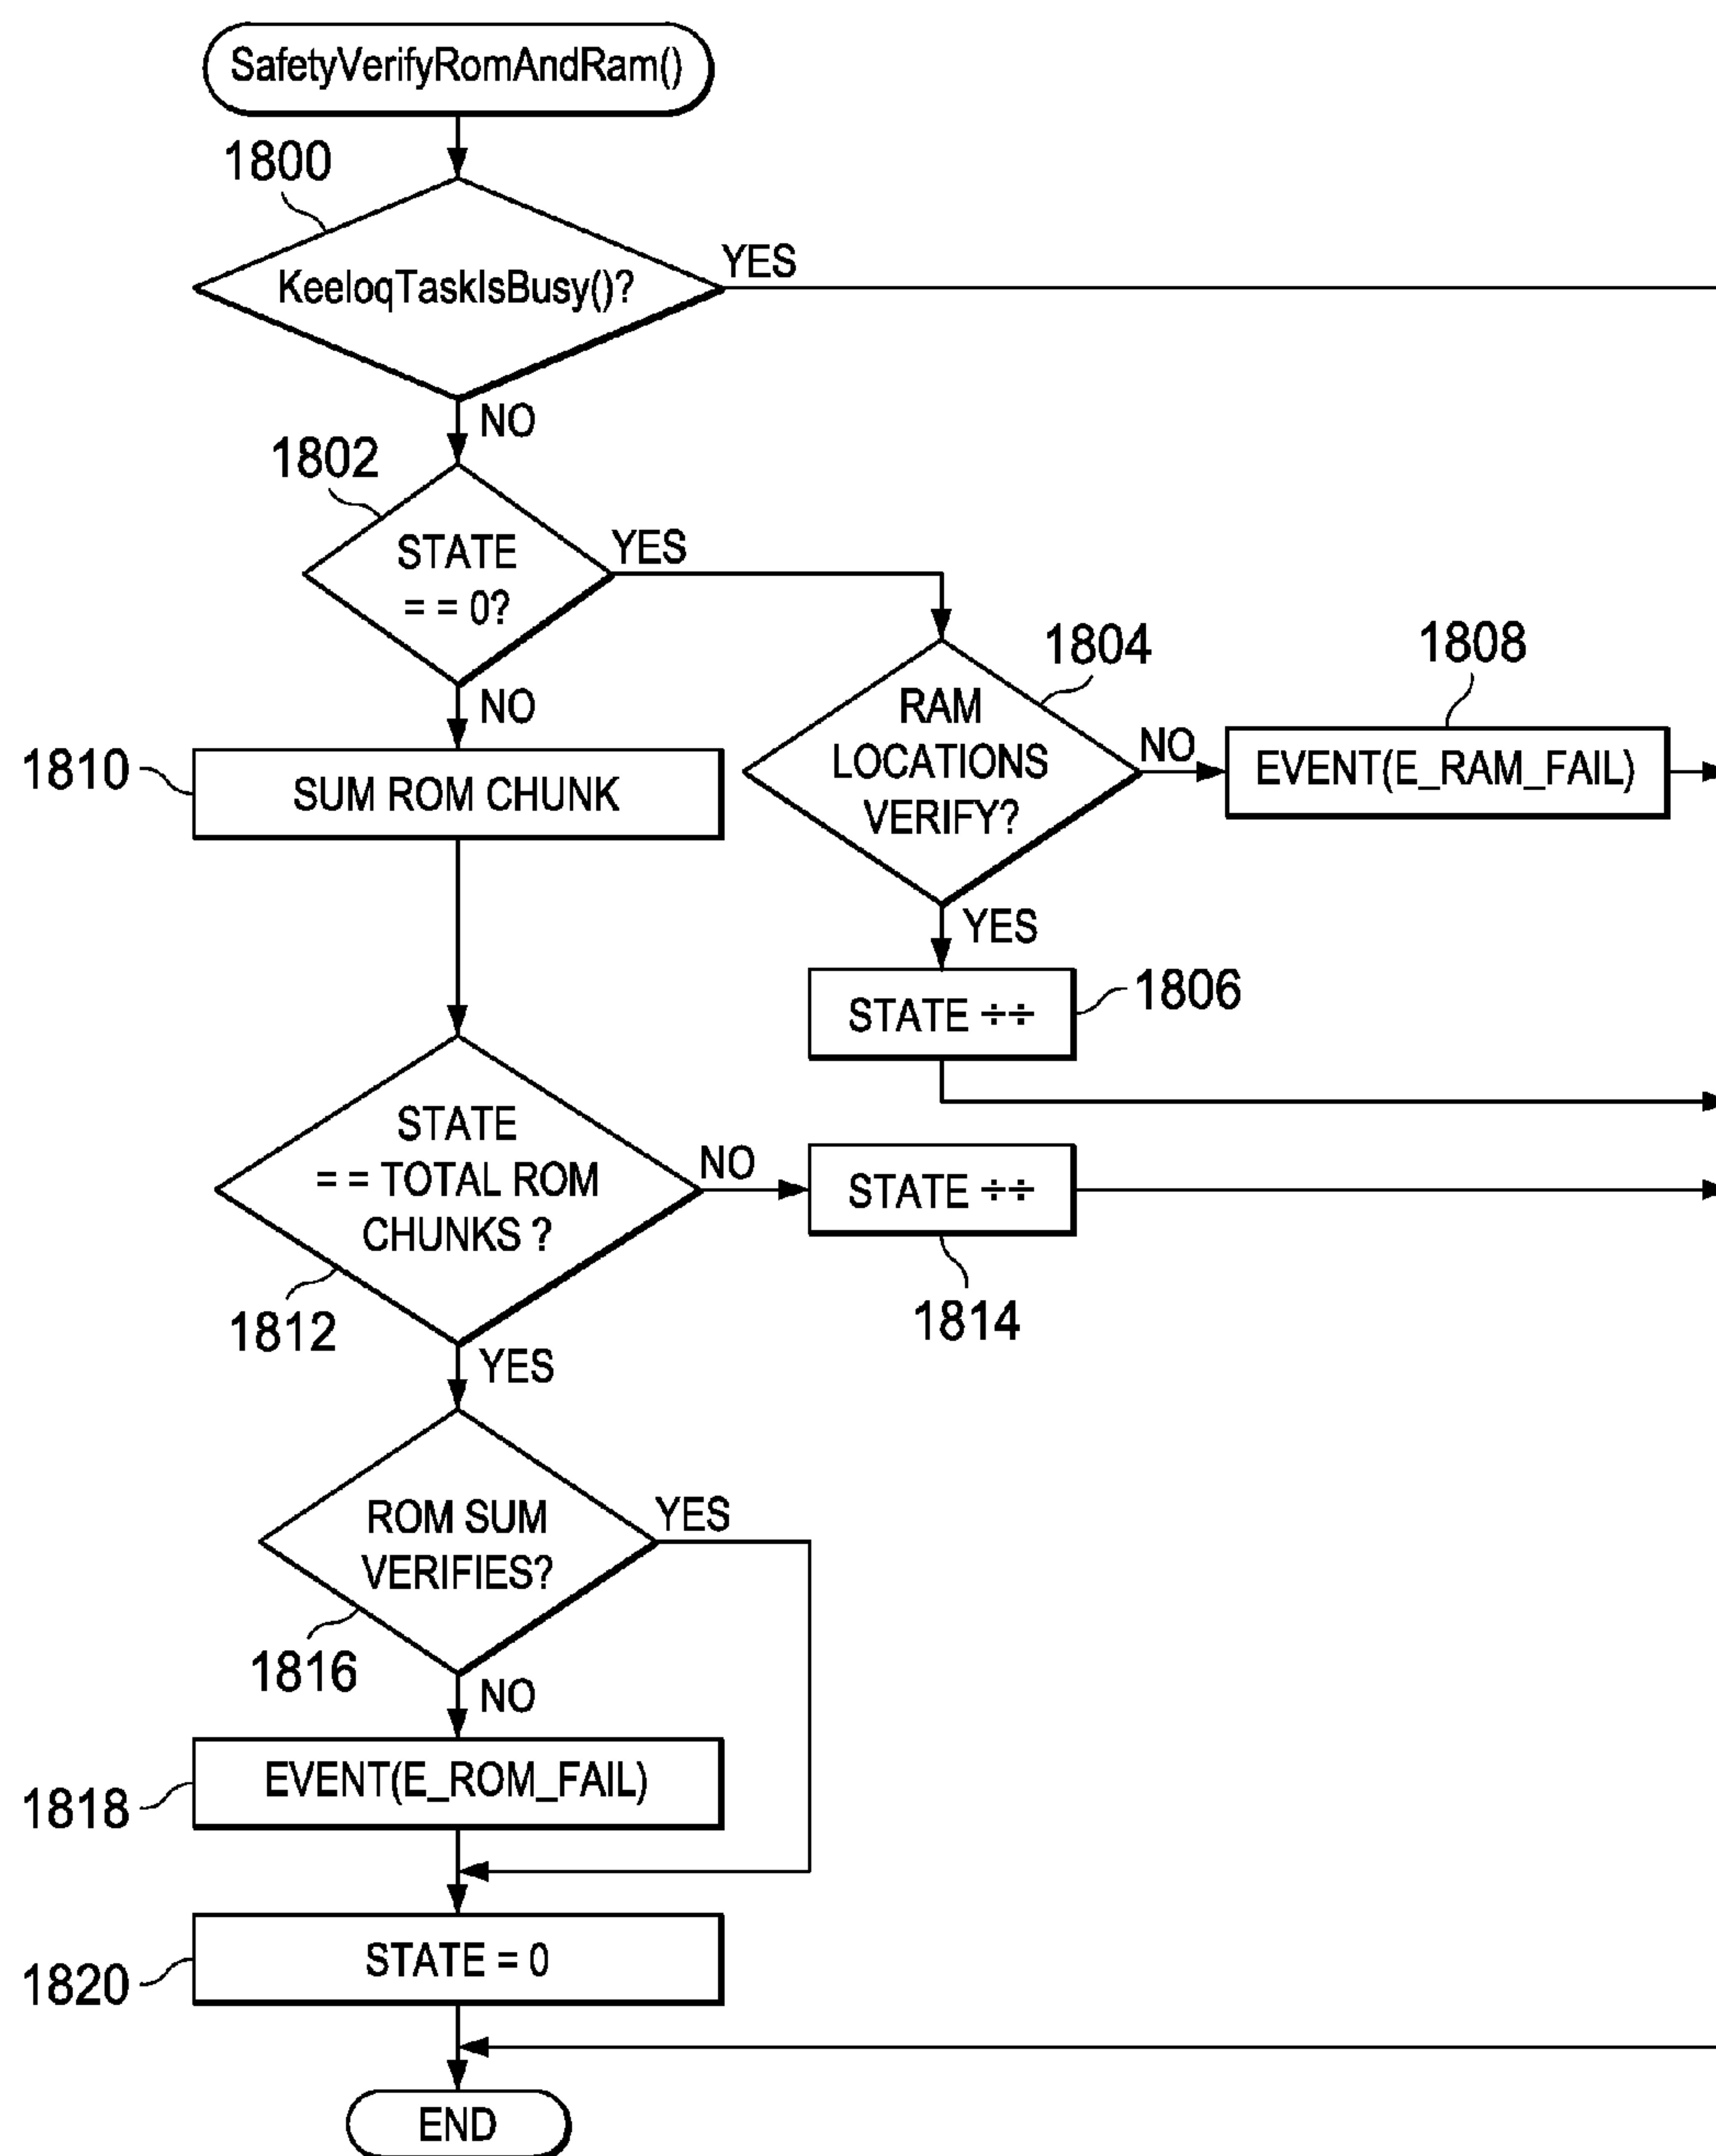 SafetyVerifyRomAndRam()
1800
KeeloqTaskIsBusy()?
YES
NO
1802
STATE
= = 0?
YES
NO
1804
RAM
LOCATIONS
VERIFY?
NO
1808
EVENT(E_RAM_FAIL)
YES
1806
STATE ÷÷
1810
SUM ROM CHUNK
STATE
= = TOTAL ROM
CHUNKS ?
1812
NO
STATE ÷÷
1814
YES
ROM SUM
VERIFIES?
1816
YES
NO
EVENT(E_ROM_FAIL)
1818
STATE = 0
1820
END